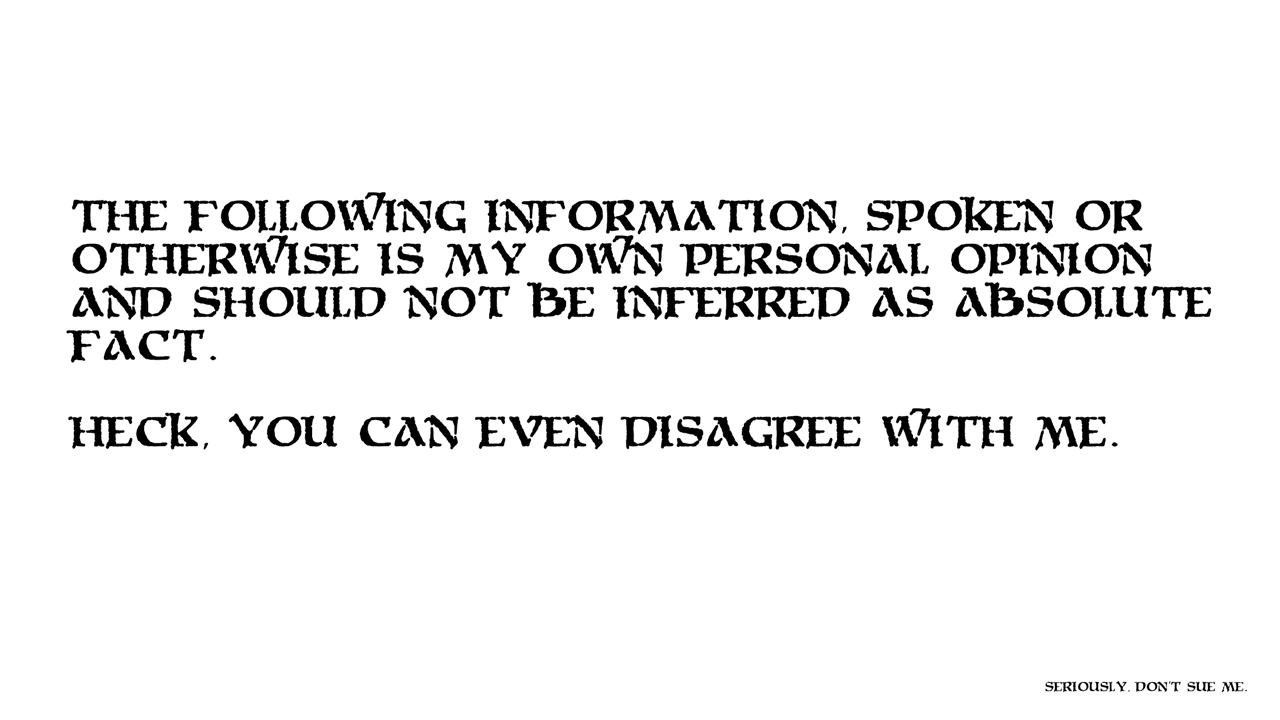 THE FOLLOWING INFORMATION, SPOKEN OR
OTHERWISE IS MY OWN PERSONAL OPINION
AND SHOULD NOT BE INFERRED AS ABSOLUTE
FACT.
HECK, YOU CAN EVEN DISAGREE WITH ME.
SERIOUSLY. DON'T SUE ME.